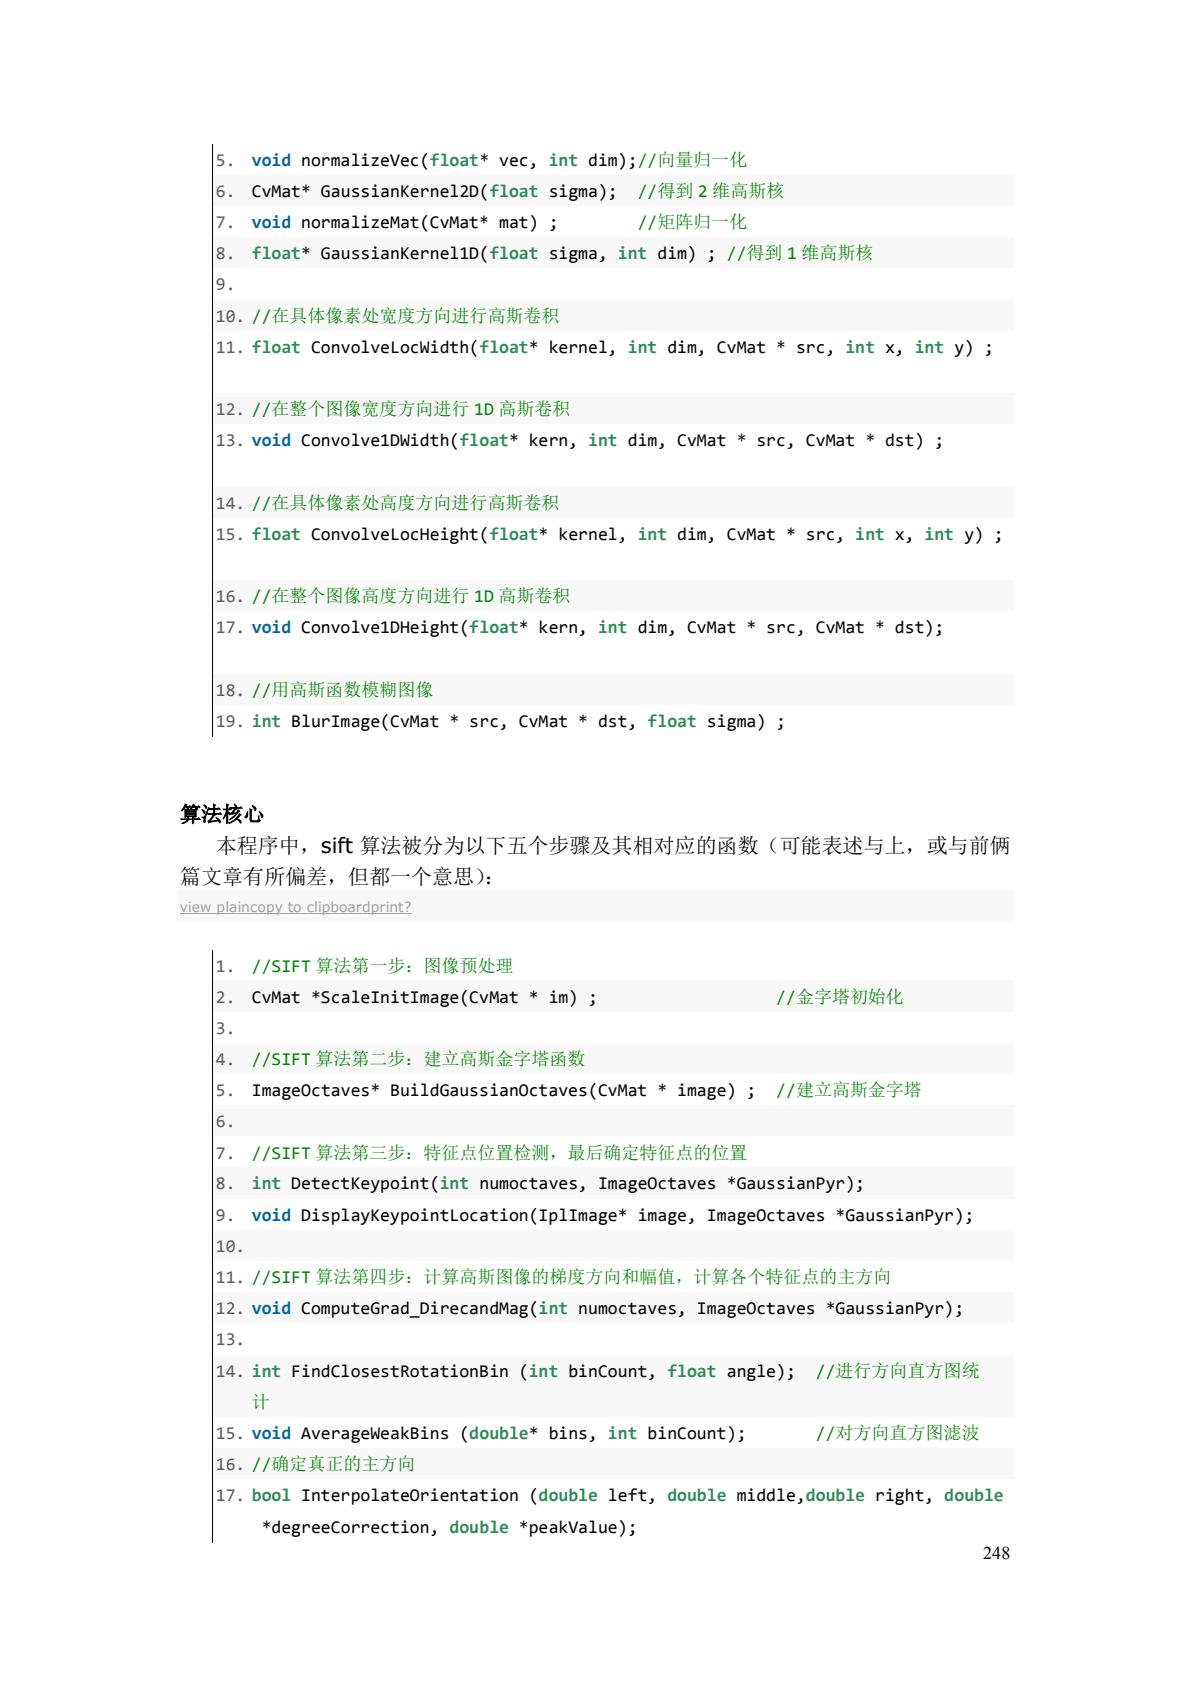 5. void normalizeVec(float* vec, int dim);//向量归一化
6. CvMat* GaussianKernel2D(float sigma);  //得到 2 维高斯核
7. void normalizeMat(CvMat* mat) ;        //矩阵归一化
8. float* GaussianKernel1D(float sigma, int dim) ; //得到 1 维高斯核
9.
10. //在具体像素处宽度方向进行高斯卷积
11. float ConvolveLocWidth(float* kernel, int dim, CvMat * src, int x, int y) ;
12. //在整个图像宽度方向进行 1D 高斯卷积
13. void Convolve1DWidth(float* kern, int dim, CvMat * src, CvMat * dst) ;
14. //在具体像素处高度方向进行高斯卷积
15. float ConvolveLocHeight(float* kernel, int dim, CvMat * src, int x, int y) ;
16. //在整个图像高度方向进行 1D 高斯卷积
17. void Convolve1DHeight(float* kern, int dim, CvMat * src, CvMat * dst);
18. //用高斯函数模糊图像
19. int BlurImage(CvMat * src, CvMat * dst, float sigma) ;
算法核心
本程序中，sift 算法被分为以下五个步骤及其相对应的函数（可能表述与上，或与前俩
篇文章有所偏差，但都一个意思）：
view plaincopy to clipboardprint?
1. //SIFT 算法第一步：图像预处理
2. CvMat *ScaleInitImage(CvMat * im) ;                  //金字塔初始化
3.
4. //SIFT 算法第二步：建立高斯金字塔函数
5. ImageOctaves* BuildGaussianOctaves(CvMat * image) ;  //建立高斯金字塔
6.
7. //SIFT 算法第三步：特征点位置检测，最后确定特征点的位置
8. int DetectKeypoint(int numoctaves, ImageOctaves *GaussianPyr);
9. void DisplayKeypointLocation(IplImage* image, ImageOctaves *GaussianPyr);
10.
11. //SIFT 算法第四步：计算高斯图像的梯度方向和幅值，计算各个特征点的主方向
12. void ComputeGrad_DirecandMag(int numoctaves, ImageOctaves *GaussianPyr);
13.
14. int FindClosestRotationBin (int binCount, float angle);  //进行方向直方图统
计
15. void AverageWeakBins (double* bins, int binCount);       //对方向直方图滤波
16. //确定真正的主方向
17. bool InterpolateOrientation (double left, double middle,double right, double
*degreeCorrection, double *peakValue);
248